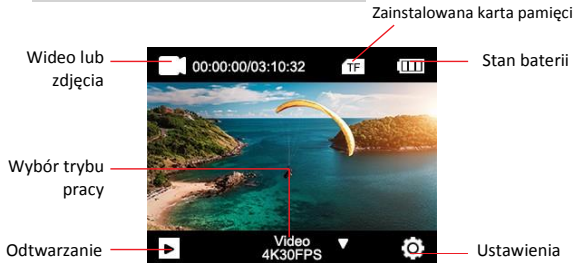 Zainstalowana karta pamięci
Wideo lub
zdjęcia
00:00:00/03:10:32
TF
Stan baterii
Wybór trybu
pracy
Odtwarzanie
Video
4K30FPS
Ustawienia